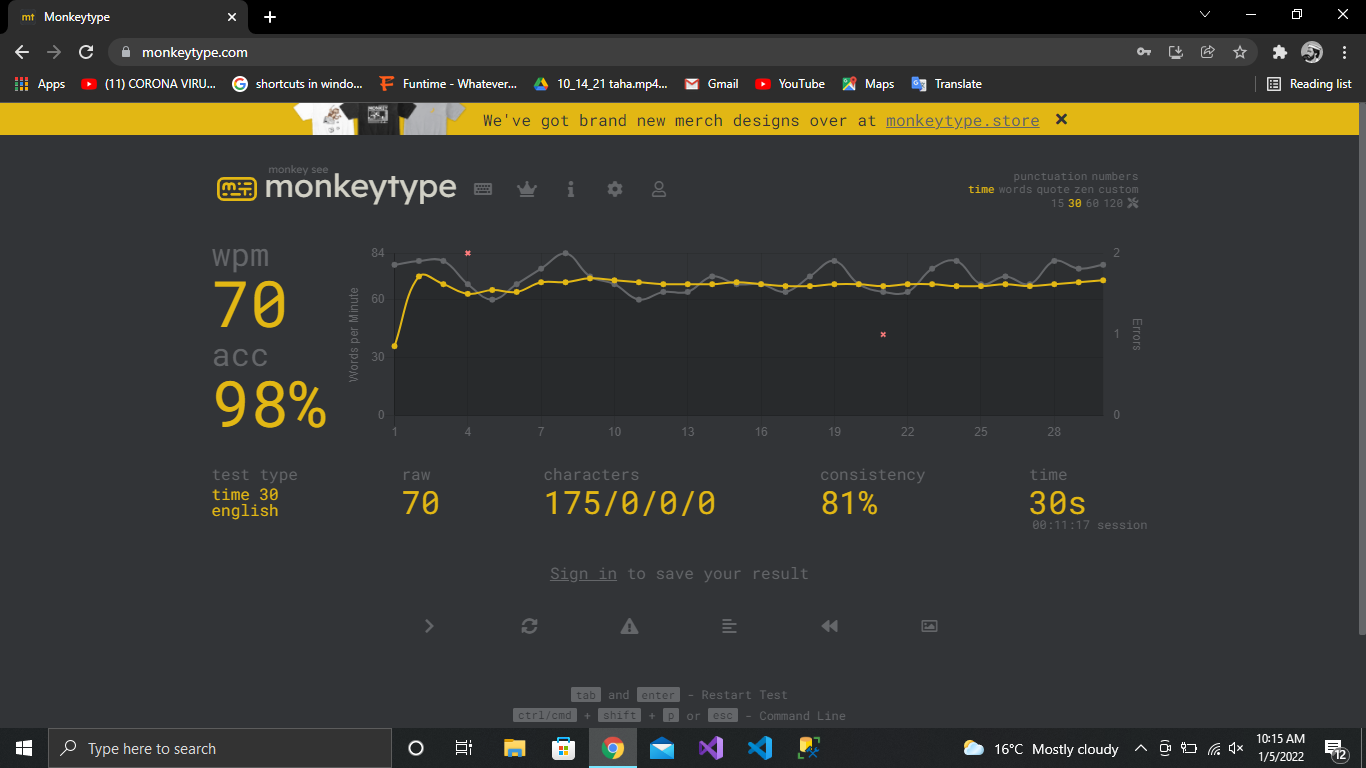 mt Monkeytype
monkeytype.com
Apps (11) CORONA VIRU... shortcuts in windo... Funtime - Whatever... 10_14_21 taha.mp4... Gmail YouTube Maps Translate Reading list
We've got brand new merch designs over at monkeytype.store
monkey see
monkeytype
punctuation numbers
time words quote zen custom
15 30 60 120
wpm
70
acc
98%
84
60
30
0
Words per Minute
1 4 7 10 13 16 19 22 25 28
2
1
0
Errors
test type
time 30
english
raw
70
characters
175/0/0/0
consistency
81%
time
30s
00:11:17 session
Sign in to save your result
tab and enter - Restart Test
ctrl/cmd + shift + p or esc - Command Line
Type here to search
16°C Mostly cloudy
10:15 AM
1/5/2022
12